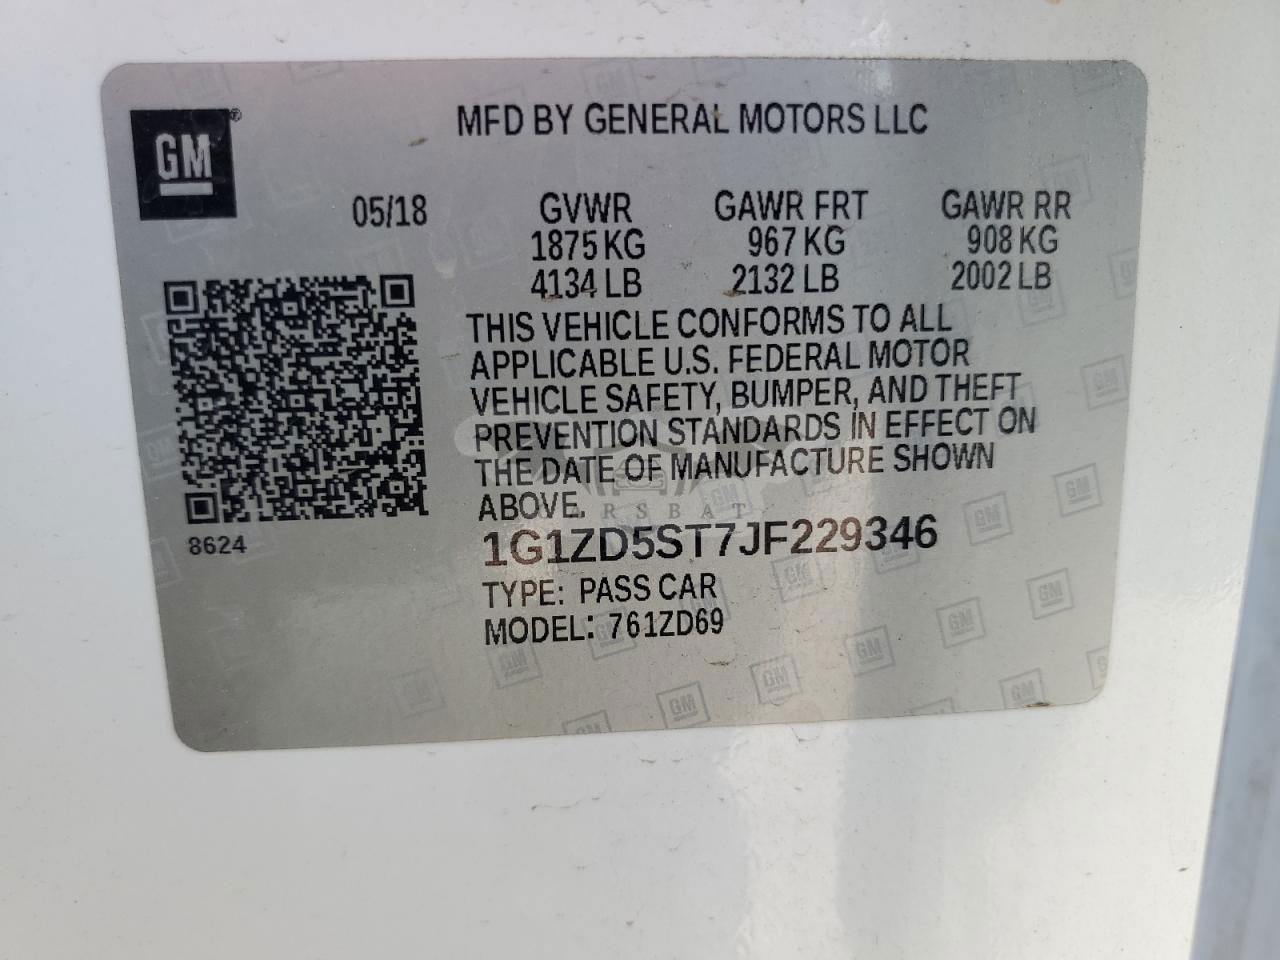 GM®
MFD BY GENERAL MOTORS LLC
05/18 GVWR GAWR FRT GAWR RR
1875 KG 967 KG 908 KG
4134 LB 2132 LB 2002 LB
THIS VEHICLE CONFORMS TO ALL
APPLICABLE U.S. FEDERAL MOTOR
VEHICLE SAFETY, BUMPER, AND THEFT
PREVENTION STANDARDS IN EFFECT ON
THE DATE OF MANUFACTURE SHOWN
ABOVE.
RSBAT
8624
1G1ZD5ST7JF229346
TYPE: PASS CAR
MODEL: 761ZD69